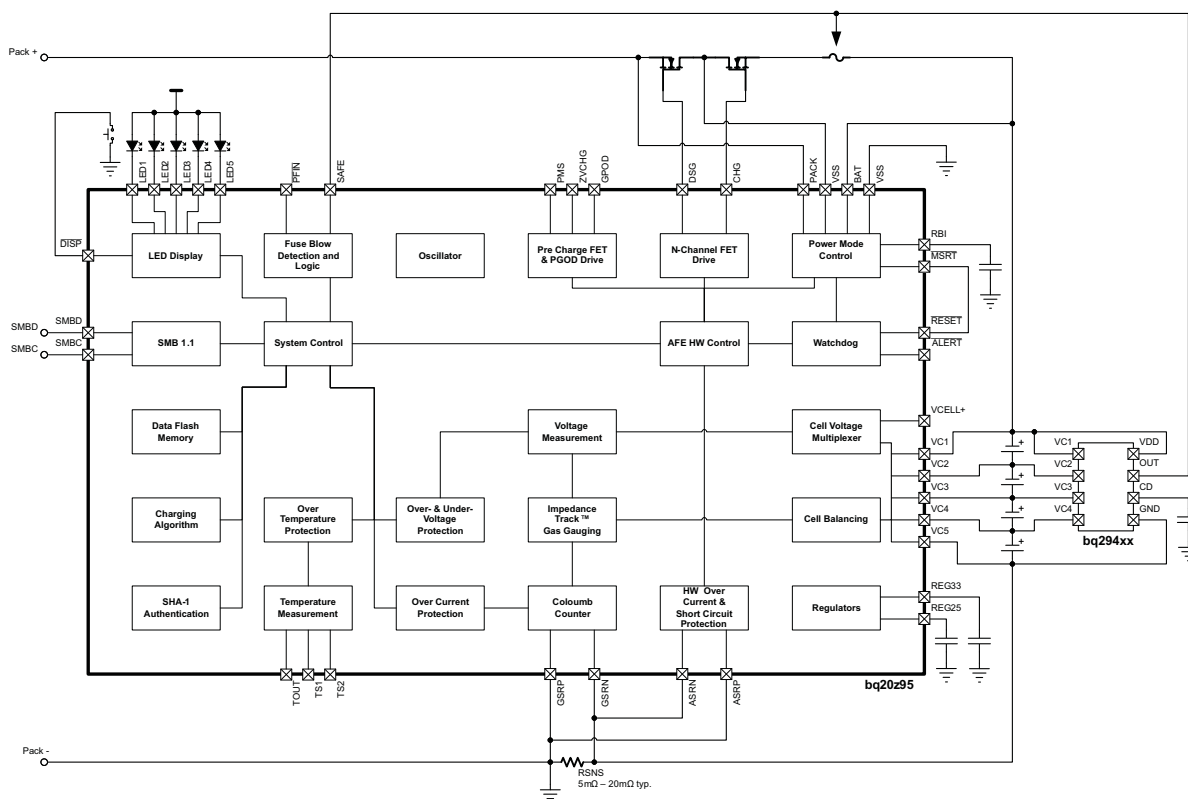 Pack +
LED1
LED2
LED3
LED4
LED5
PFIN
SAFE
PMS
ZVCHG
GPOD
DSG
CHG
PACK
VSS
BAT
VSS
DISP
LED Display
Fuse Blow
Detection and
Logic
Oscillator
Pre Charge FET
& PGOD Drive
N-Channel FET
Drive
Power Mode
Control
RBI
MSRT
SMBD
SMBD
SMBC
SMBC
SMB 1.1
System Control
AFE HW Control
Watchdog
RESET
ALERT
Data Flash
Memory
Voltage
Measurement
Cell Voltage
Multiplexer
VCELL+
VC1
VC2
VC3
VC4
VC5
VC1
VC2
VC3
VC4
VDD
OUT
CD
GND
bq294xx
Charging
Algorithm
Over
Temperature
Protection
Over- & Under-
Voltage
Protection
Impedance
Track™
Gas Gauging
Cell Balancing
SHA-1
Authentication
Temperature
Measurement
Over Current
Protection
Coloumb
Counter
HW Over
Current &
Short Circuit
Protection
Regulators
REG33
REG25
bq20z95
TOUT
TS1
TS2
GSRP
GSRN
ASRN
ASRP
Pack -
RSNS
5mΩ – 20mΩ typ.